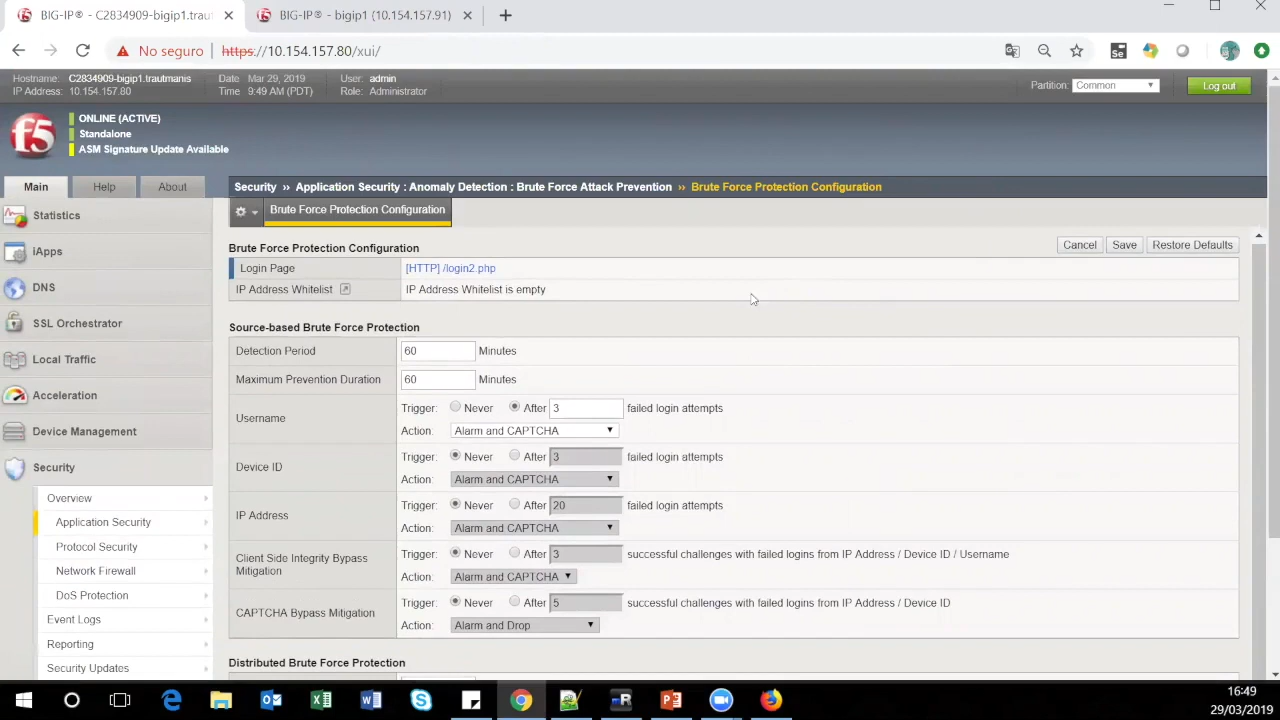 BIG-IP® - C2834909-bigip1.trau
BIG-IP® - bigip1 (10.154.157.91)
No seguro | https://10.154.157.80/xui/
Se
Hostname: C2834909-bigip1.trautmanis Date Mar 29, 2019 User: admin
IP Address: 10.154.157.80 Time 9:49 AM (PDT) Role: Administrator
Partition: Common Log out
f5
ONLINE (ACTIVE)
Standalone
ASM Signature Update Available
Main Help About
Security ›› Application Security : Anomaly Detection : Brute Force Attack Prevention ›› Brute Force Protection Configuration
Statistics
iApps
DNS
SSL Orchestrator
Local Traffic
Acceleration
Device Management
Security
Overview
Application Security
Protocol Security
Network Firewall
DoS Protection
Event Logs
Reporting
Security Updates
Brute Force Protection Configuration
Brute Force Protection Configuration
Cancel Save Restore Defaults
Login Page [HTTP] /login2.php
IP Address Whitelist IP Address Whitelist is empty
Source-based Brute Force Protection
Detection Period 60 Minutes
Maximum Prevention Duration 60 Minutes
Username
Trigger: Never After 3 failed login attempts
Action: Alarm and CAPTCHA
Device ID
Trigger: Never After 3 failed login attempts
Action: Alarm and CAPTCHA
IP Address
Trigger: Never After 20 failed login attempts
Action: Alarm and CAPTCHA
Client Side Integrity Bypass
Mitigation
Trigger: Never After 3 successful challenges with failed logins from IP Address / Device ID / Username
Action: Alarm and CAPTCHA
CAPTCHA Bypass Mitigation
Trigger: Never After 5 successful challenges with failed logins from IP Address / Device ID
Action: Alarm and Drop
Distributed Brute Force Protection
16:49
29/03/2019